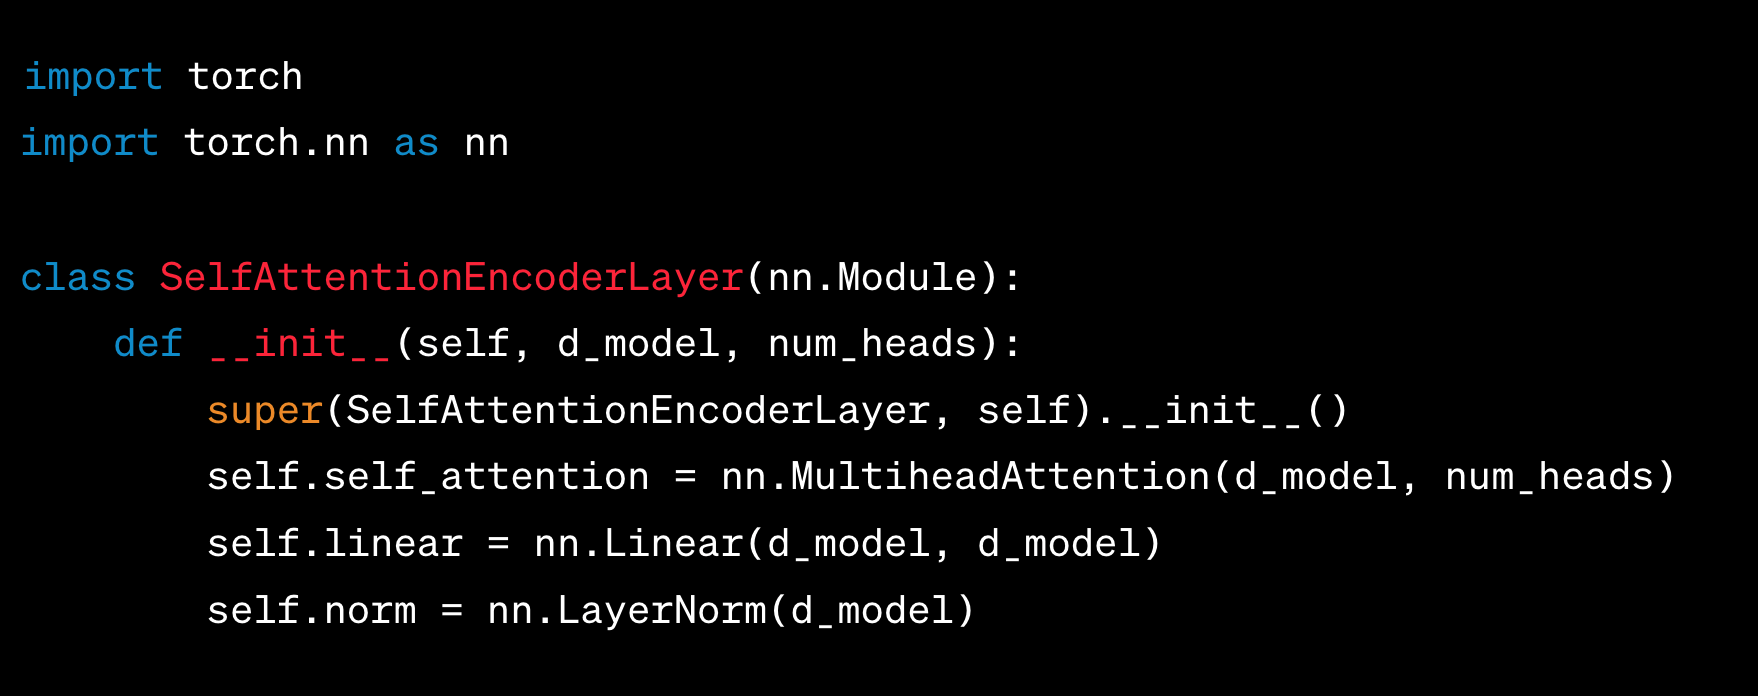 import torch
import torch.nn as nn
class SelfAttentionEncoderLayer(nn.Module):
    def __init__(self, d_model, num_heads):
        super(SelfAttentionEncoderLayer, self).__init__()
        self.self_attention = nn.MultiheadAttention(d_model, num_heads)
        self.linear = nn.Linear(d_model, d_model)
        self.norm = nn.LayerNorm(d_model)